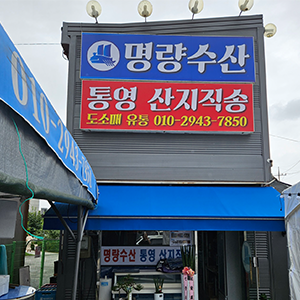 명량수산
통영 산지직송
도소매 유통 010-2943-7850
010-2943-
명량수산 통영 산지직송